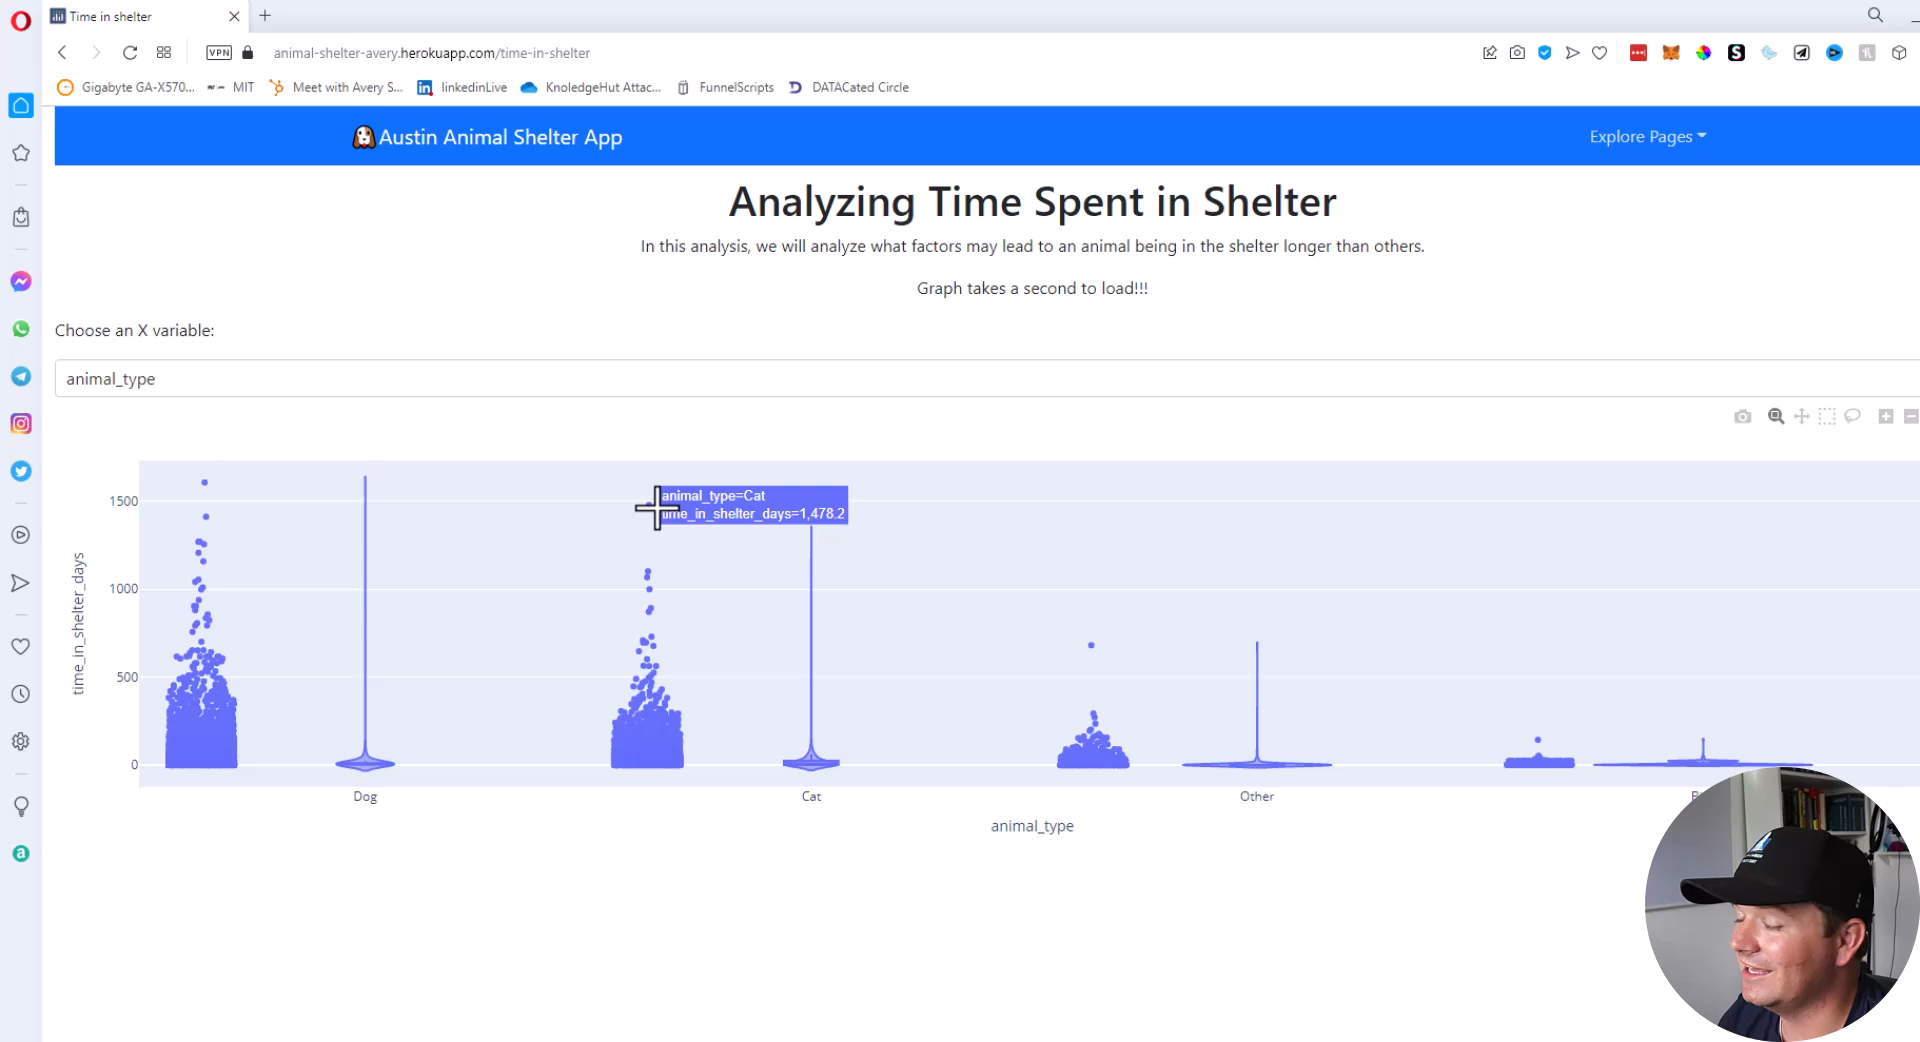 Time in shelter
VPN
animal-shelter-avery.herokuapp.com/time-in-shelter
Gigabyte GA-X570...
MIT
Meet with Avery S...
linkedinLive
KnoledgeHut Attac...
FunnelScripts
DATACated Circle
Austin Animal Shelter App
Explore Pages
Analyzing Time Spent in Shelter
In this analysis, we will analyze what factors may lead to an animal being in the shelter longer than others.
Graph takes a second to load!!!
Choose an X variable:
animal_type
animal_type=Cat
time_in_shelter_days=1,478.2
1500
1000
500
0
time_in_shelter_days
Dog
Cat
Other
animal_type